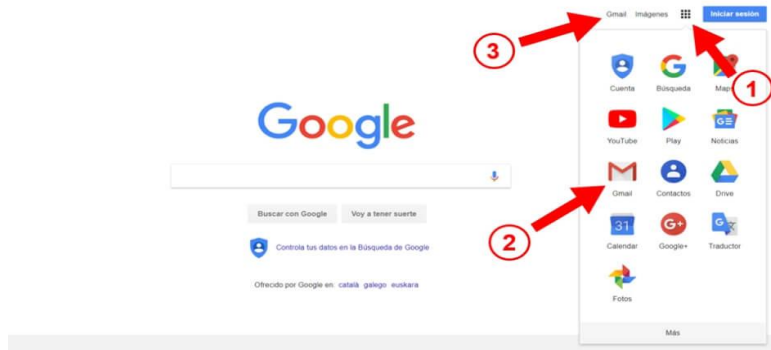 Gmail Imágenes Iniciar sesión
3
1
Cuenta Búsqueda Maps
YouTube Play Noticias
Google
Gmail Contactos Drive
Buscar con Google Voy a tener suerte
2
31
Calendar Google+ Traductor
Controla tus datos en la Búsqueda de Google
Ofrecido por Google en: català galego euskara
Fotos
Más